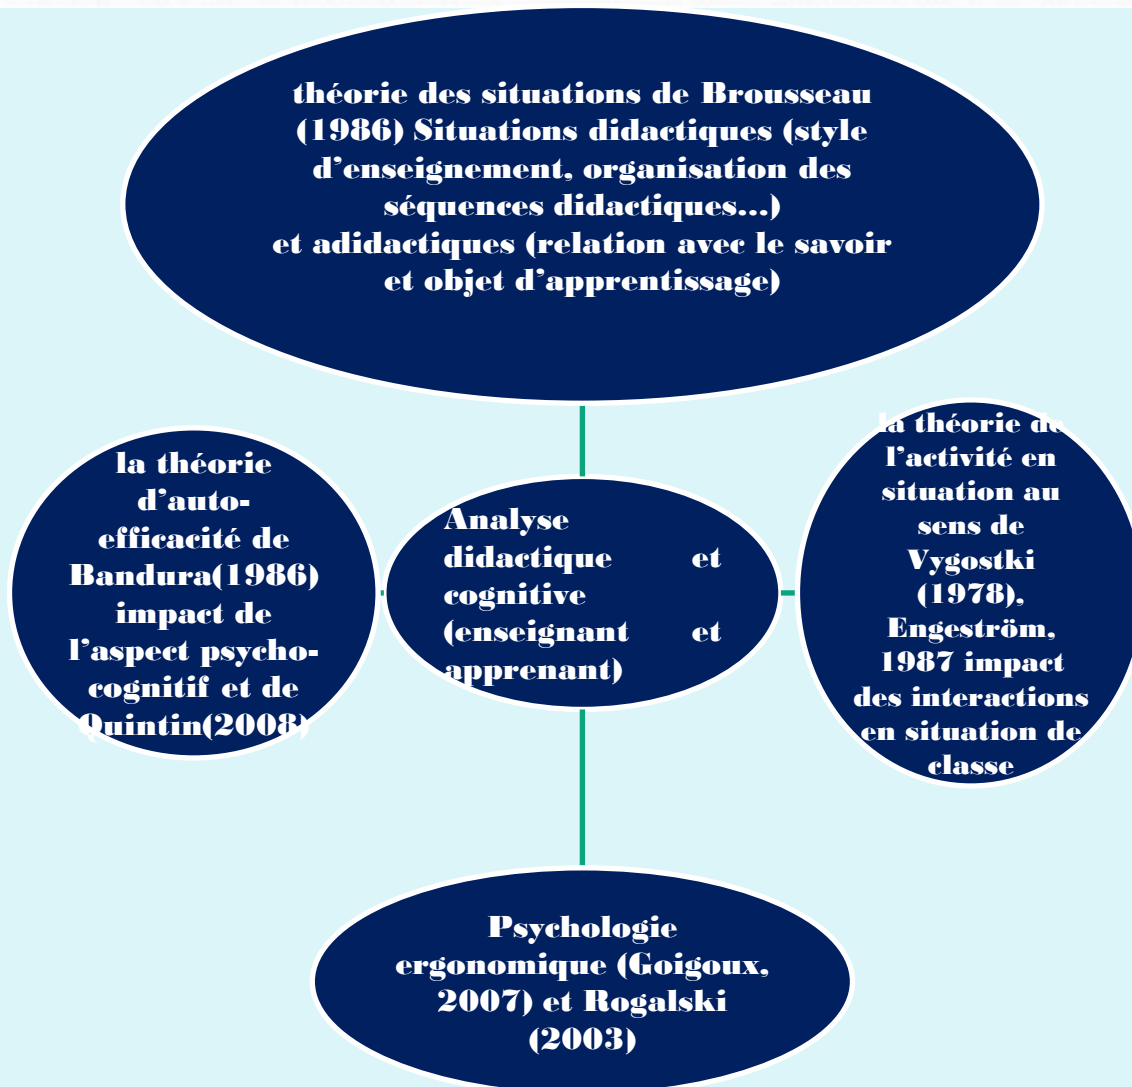 théorie des situations de Brousseau
(1986) Situations didactiques (style
d'enseignement, organisation des
séquences didactiques...)
et adidactiques (relation avec le savoir
et objet d'apprentissage)
la théorie
d'auto-
efficacité de
Bandura(1986)
impact de
l'aspect psycho-
cognitif et de
Quintin(2008)
Analyse
didactique et
cognitive
(enseignant et
apprenant)
la théorie de
l'activité en
situation au
sens de
Vygostki
(1978),
Engeström,
1987 impact
des interactions
en situation de
classe
Psychologie
ergonomique (Goigoux,
2007) et Rogalski
(2003)